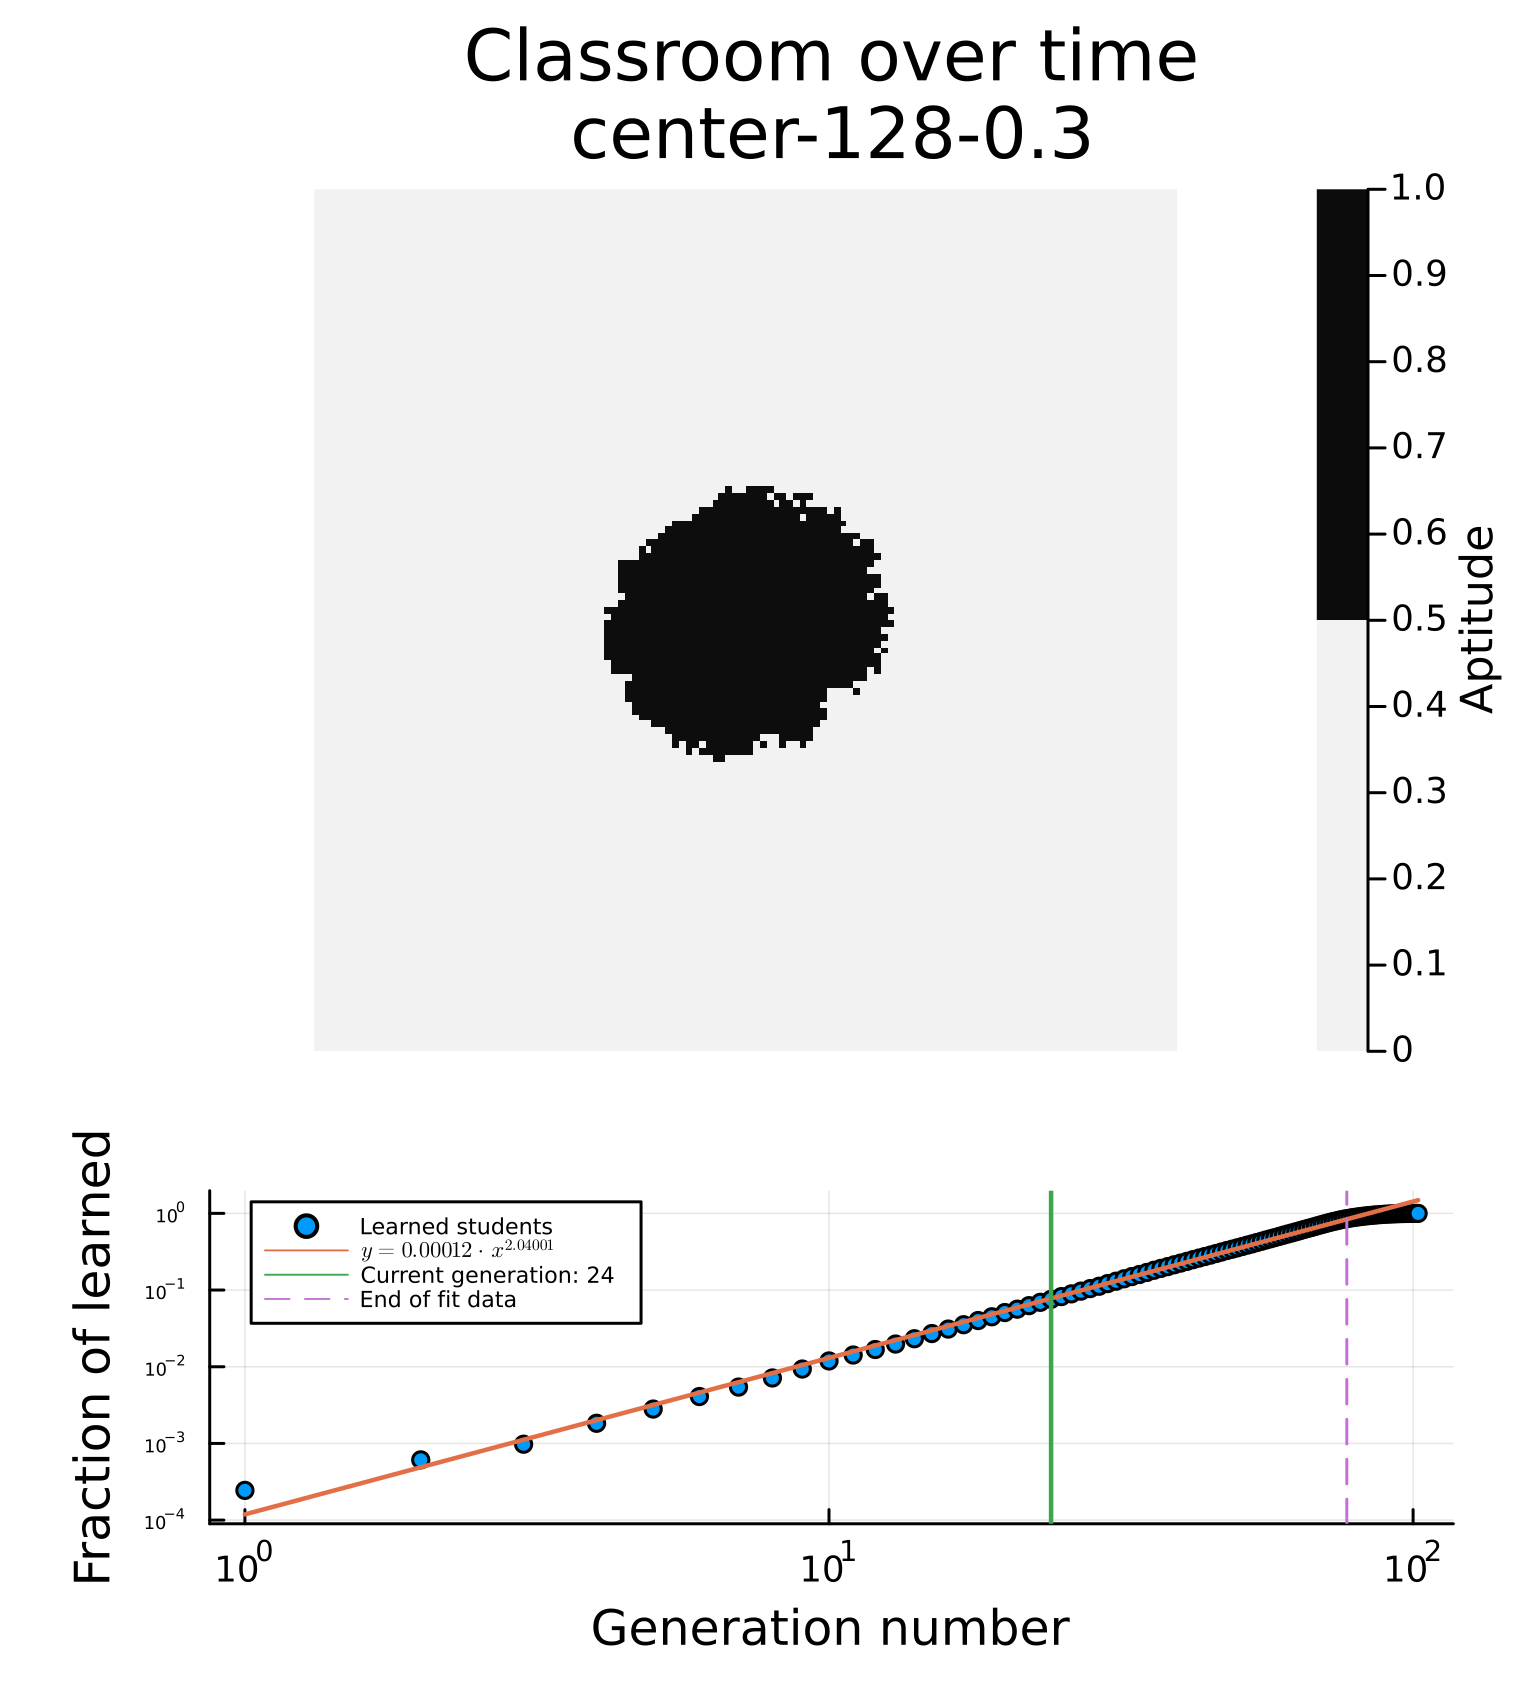 Classroom over time
center-128-0.3
1.0
0.9
0.8
0.7
0.6
0.5
0.4
0.3
0.2
0.1
0
Aptitude
Fraction of learned
10⁰
10⁻¹
10⁻²
10⁻³
10⁻⁴
Learned students
y = 0.00012 · x^2.04001
Current generation: 24
End of fit data
10⁰
10¹
10²
Generation number